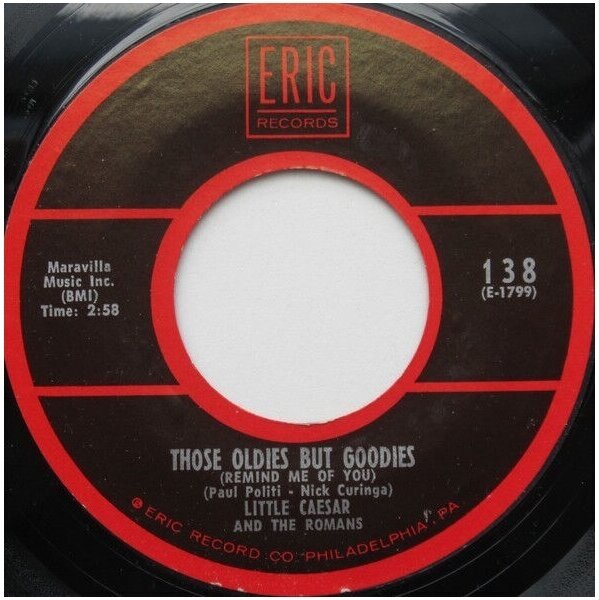 ERIC
RECORDS
Maravilla
Music Inc.
(BMI)
Time: 2:58
138
(E-1799)
THOSE OLDIES BUT GOODIES
(REMIND ME OF YOU)
(Paul Politi - Nick Curinga)
LITTLE CAESAR
AND THE ROMANS
ERIC RECORD CO. PHILADELPHIA, PA.